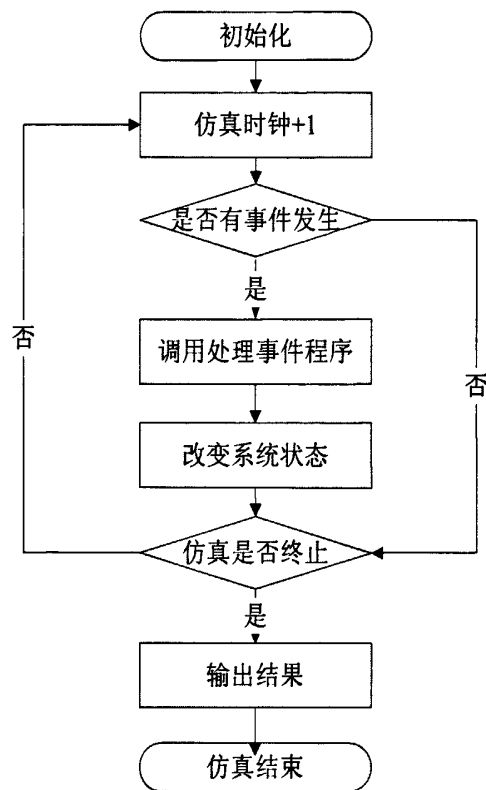 初始化
仿真时钟+1
是否有事件发生
是
否
否
调用处理事件程序
改变系统状态
仿真是否终止
是
输出结果
仿真结束